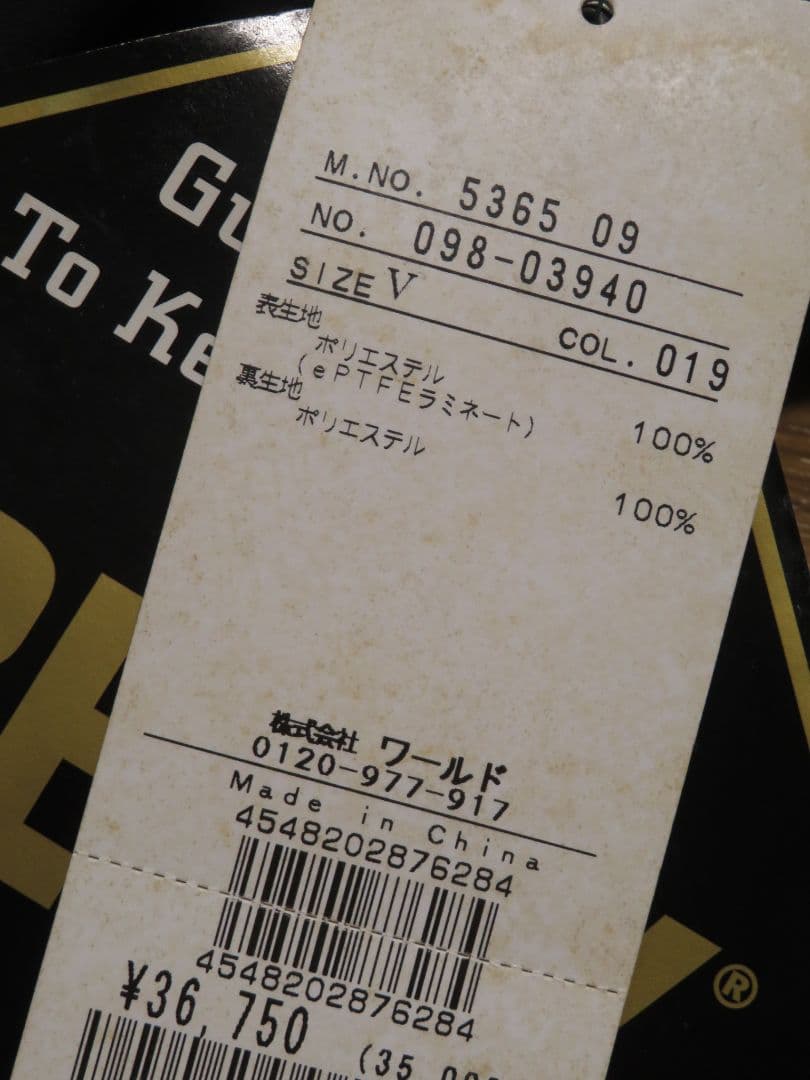 M.NO. 5365 09
NO. 098-03940
SIZE V
COL. 019
表生地
ポリエステル 100%
(ePTFEラミネート)
裏生地
ポリエステル 100%
株式会社 ワールド
0120-977-917
Made in China
4548202876284
4548202876284
¥36,750
(35
To
®